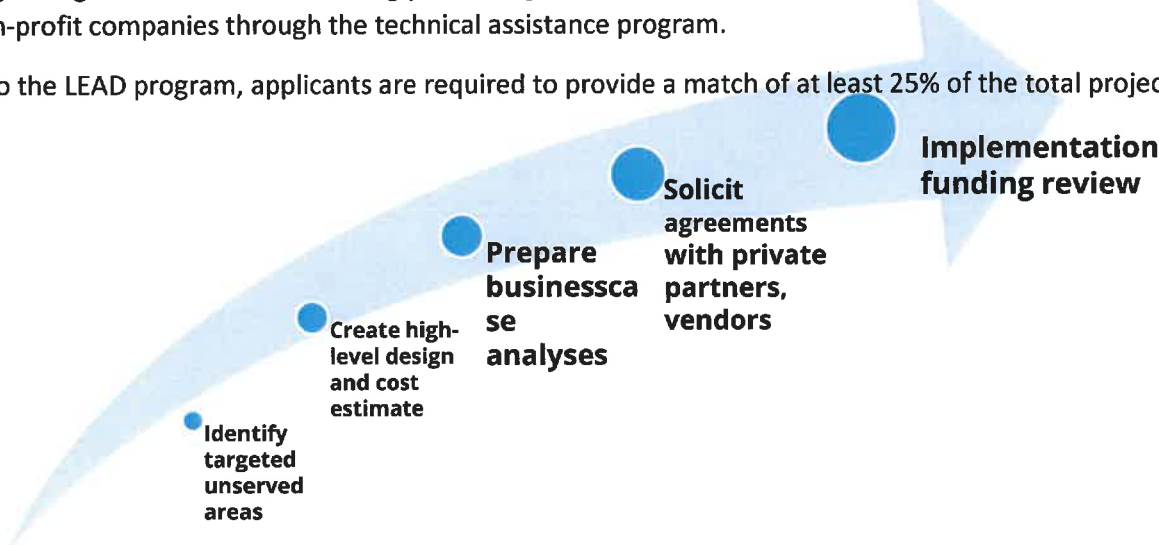 n-profit companies through the technical assistance program.
o the LEAD program, applicants are required to provide a match of at least 25% of the total projec
Implementation
funding review
Solicit
agreements
with private
partners,
vendors
Prepare
businessca
se
analyses
Create high-
level design
and cost
estimate
Identify
targeted
unserved
areas